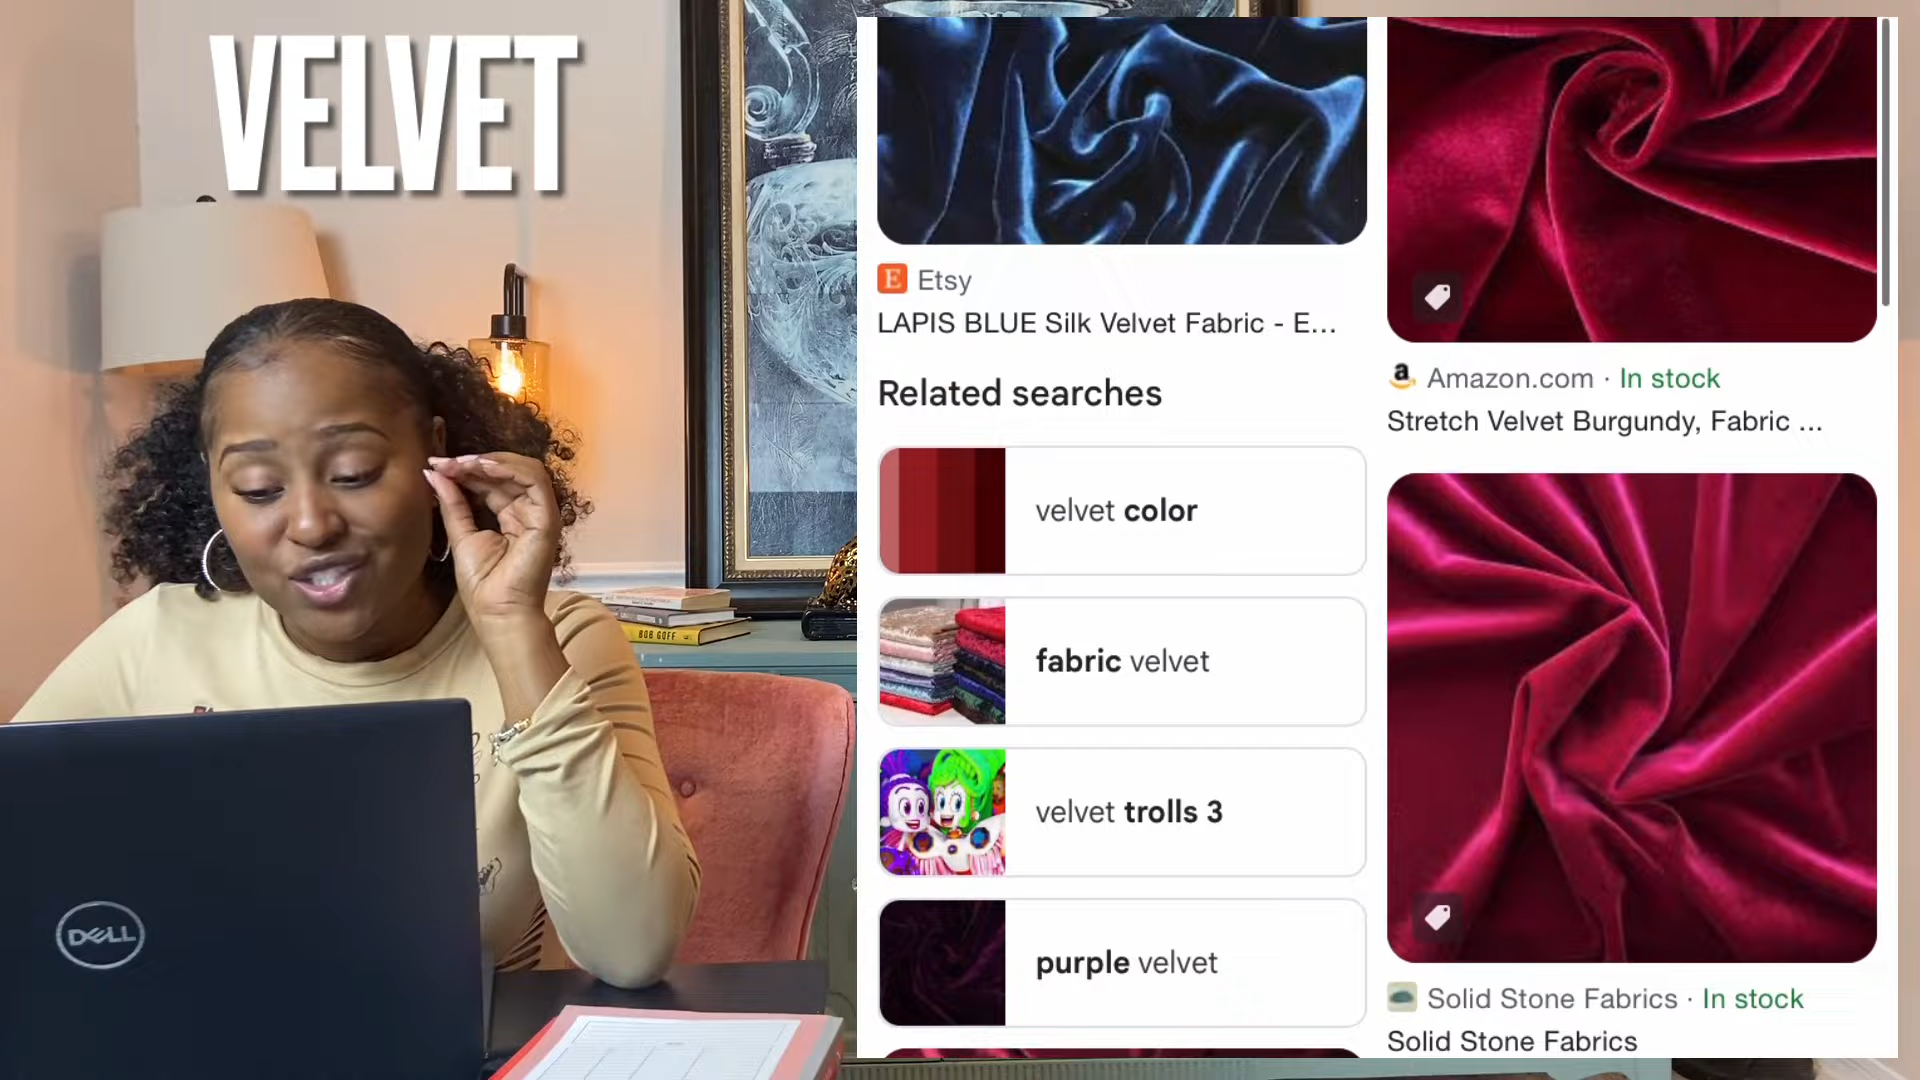 VELVET
BOB GOFF
DELL
E Etsy
LAPIS BLUE Silk Velvet Fabric - E...
Related searches
velvet color
fabric velvet
velvet trolls 3
purple velvet
Amazon.com · In stock
Stretch Velvet Burgundy, Fabric ...
Solid Stone Fabrics · In stock
Solid Stone Fabrics